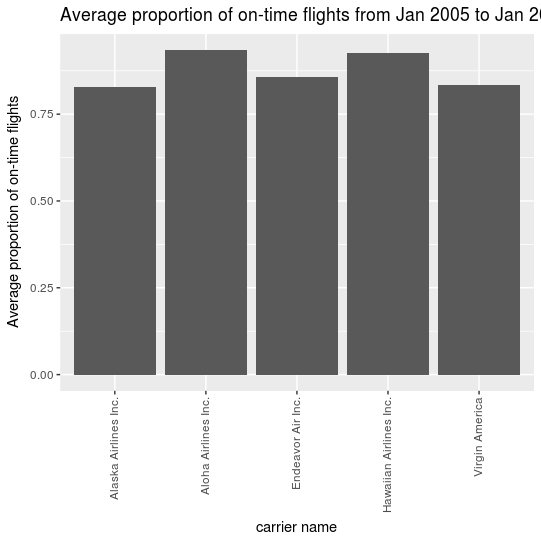 Average proportion of on-time flights from Jan 2005 to Jan 20
Average proportion of on-time flights
0.75
0.50
0.25
0.00
Alaska Airlines Inc.
Aloha Airlines Inc.
Endeavor Air Inc.
Hawaiian Airlines Inc.
Virgin America
carrier name